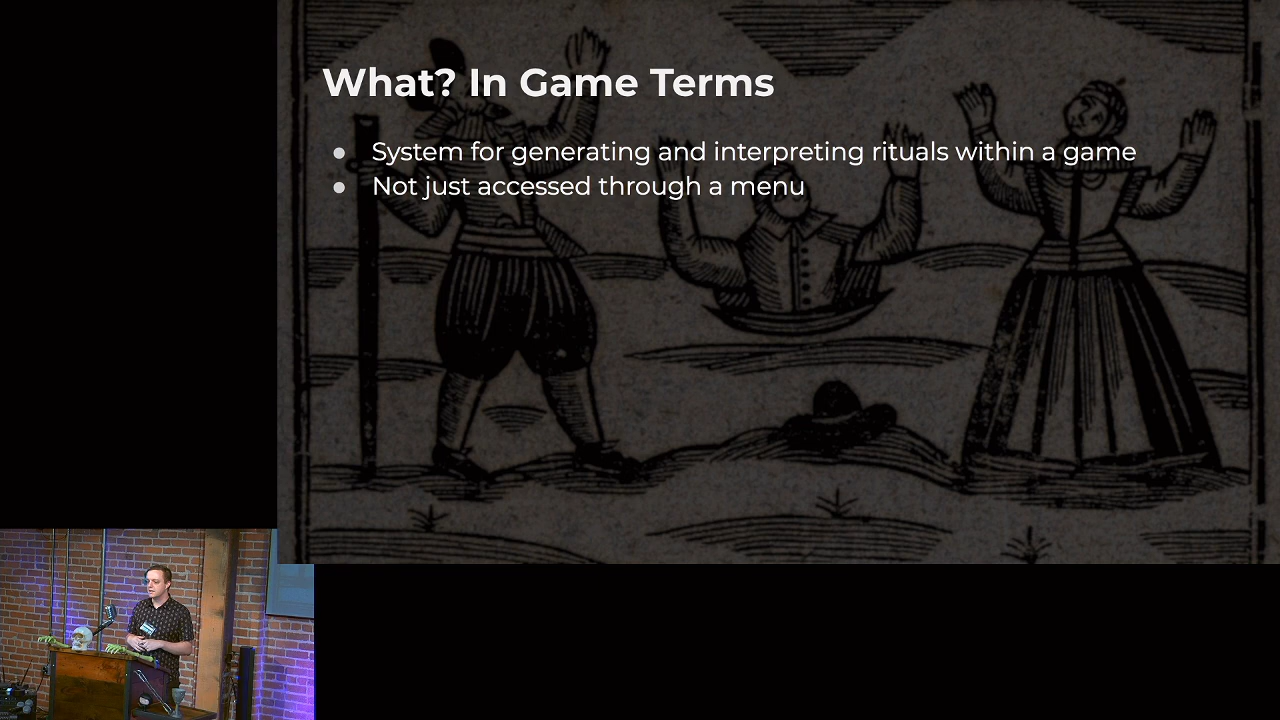 What? In Game Terms
System for generating and interpreting rituals within a game
Not just accessed through a menu